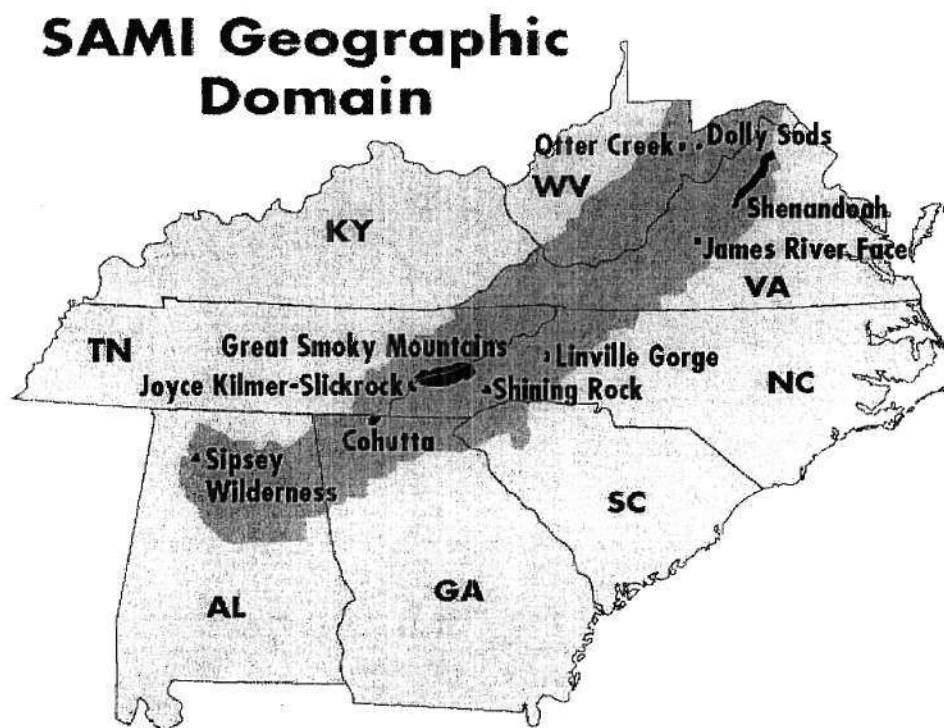 SAMI Geographic
Domain
Otter Creek
Dolly Sods
WV
Shenandoah
KY
James River Face
VA
TN
Great Smoky Mountains
Linville Gorge
Joyce Kilmer-Slickrock
Shining Rock
NC
Cohutta
Sipsey
Wilderness
SC
AL
GA